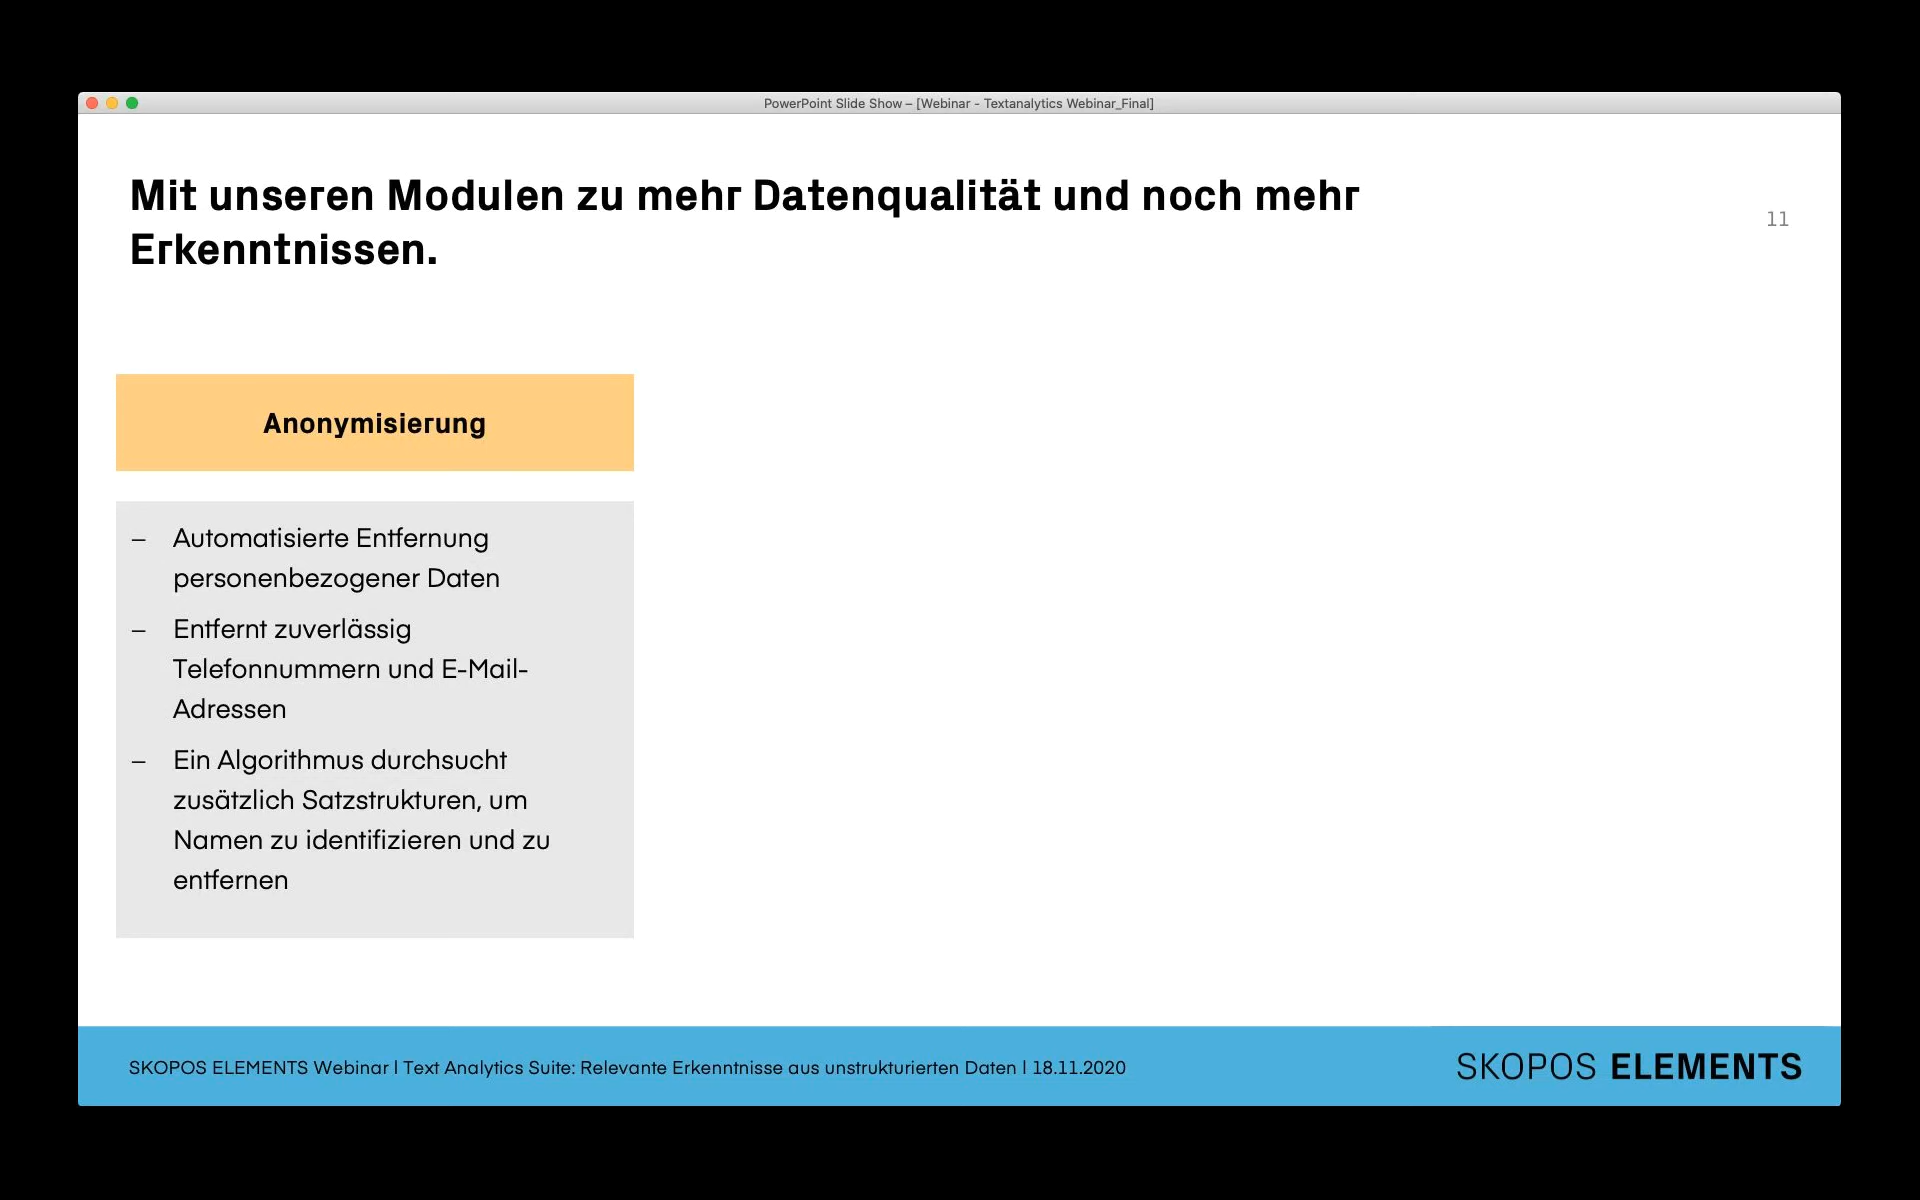 PowerPoint Slide Show – [Webinar - Textanalytics Webinar_Final]
Mit unseren Modulen zu mehr Datenqualität und noch mehr
Erkenntnissen.
11
Anonymisierung
– Automatisierte Entfernung
personenbezogener Daten
– Entfernt zuverlässig
Telefonnummern und E-Mail-
Adressen
– Ein Algorithmus durchsucht
zusätzlich Satzstrukturen, um
Namen zu identifizieren und zu
entfernen
SKOPOS ELEMENTS Webinar | Text Analytics Suite: Relevante Erkenntnisse aus unstrukturierten Daten | 18.11.2020
SKOPOS ELEMENTS